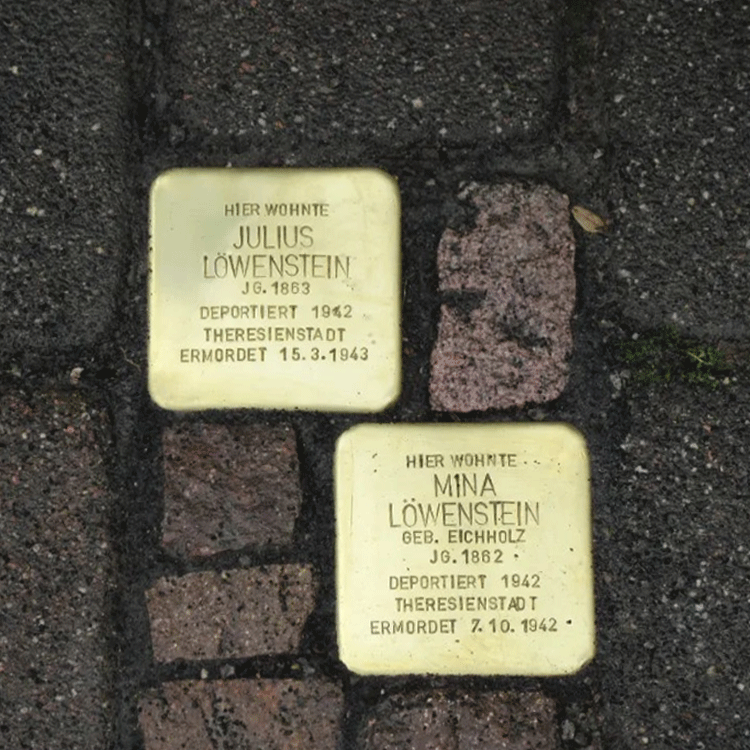 HIER WOHNTE
JULIUS
LÖWENSTEIN
JG. 1863
DEPORTIERT 1942
THERESIENSTADT
ERMORDET 15.3.1943
HIER WOHNTE
MINA
LÖWENSTEIN
GEB. EICHHOLZ
JG. 1862
DEPORTIERT 1942
THERESIENSTADT
ERMORDET 7.10.1942